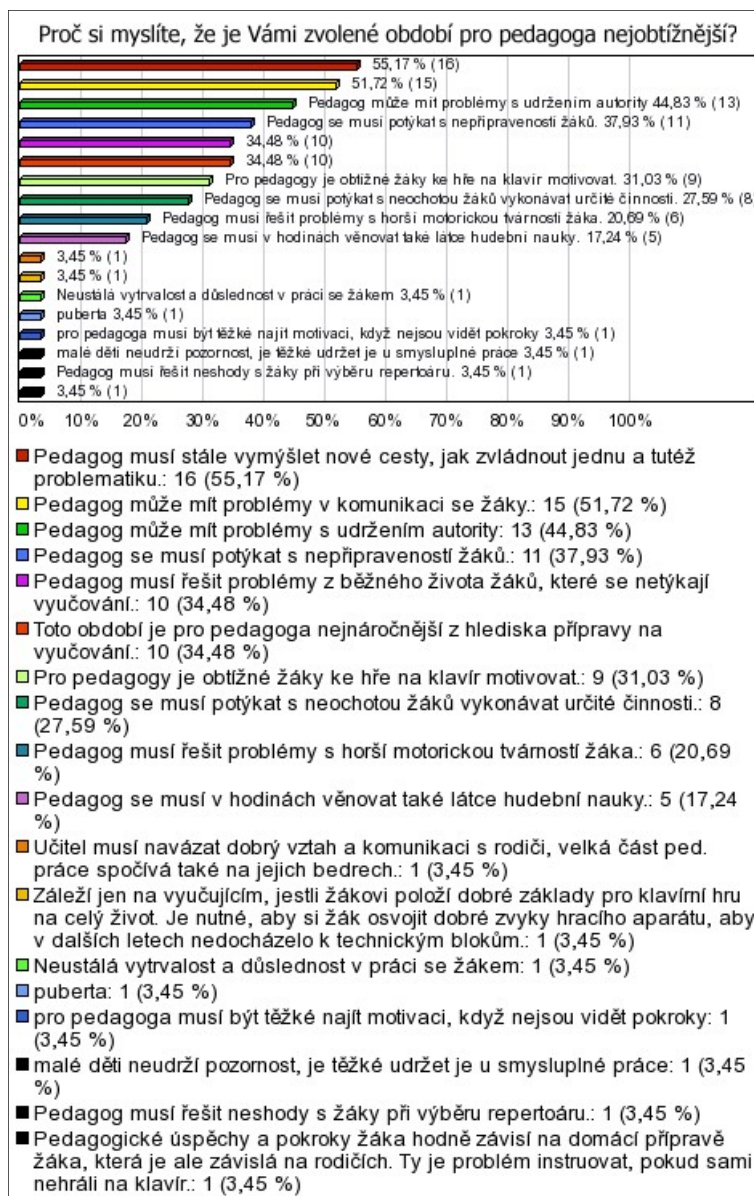 Proč si myslíte, že je Vámi zvolené období pro pedagoga nejobtížnější?
55,17 % (16)
51,72 % (15)
Pedagog může mít problémy s udržením autority 44,83 % (13)
Pedagog se musí potýkat s nepřipraveností žáků. 37,93 % (11)
34,48 % (10)
34,48 % (10)
Pro pedagogy je obtížné žáky ke hře na klavír motivovat. 31,03 % (9)
Pedagog se musí potýkat s neochotou žáků vykonávat určité činnosti. 27,59 % (8
Pedagog musí řešit problémy s horší motorickou tvárností žáka. 20,69 % (6)
Pedagog se musí v hodinách věnovat také látce hudební nauky. 17,24 % (5)
3,45 % (1)
3,45 % (1)
Neustálá vytrvalost a důslednost v práci se žákem 3,45 % (1)
puberta 3,45 % (1)
pro pedagoga musí být těžké najít motivaci, když nejsou vidět pokroky 3,45 % (1)
malé děti neudrží pozornost, je těžké udržet je u smysluplné práce 3,45 % (1)
Pedagog musí řešit neshody s žáky při výběru repertoáru. 3,45 % (1)
3,45 % (1)
0% 10% 20% 30% 40% 50% 60% 70% 80% 90% 100%
Pedagog musí stále vymýšlet nové cesty, jak zvládnout jednu a tutéž
problematiku.: 16 (55,17 %)
Pedagog může mít problémy v komunikaci se žáky.: 15 (51,72 %)
Pedagog může mít problémy s udržením autority: 13 (44,83 %)
Pedagog se musí potýkat s nepřipraveností žáků.: 11 (37,93 %)
Pedagog musí řešit problémy z běžného života žáků, které se netýkají
vyučování.: 10 (34,48 %)
Toto období je pro pedagoga nejnáročnější z hlediska přípravy na
vyučování.: 10 (34,48 %)
Pro pedagogy je obtížné žáky ke hře na klavír motivovat.: 9 (31,03 %)
Pedagog se musí potýkat s neochotou žáků vykonávat určité činnosti.: 8
(27,59 %)
Pedagog musí řešit problémy s horší motorickou tvárností žáka.: 6 (20,69
%)
Pedagog se musí v hodinách věnovat také látce hudební nauky.: 5 (17,24
%)
Učitel musí navázat dobrý vztah a komunikaci s rodiči, velká část ped.
práce spočívá také na jejich bedrech.: 1 (3,45 %)
Záleží jen na vyučujícím, jestli žákovi položí dobré základy pro klavírní hru
na celý život. Je nutné, aby si žák osvojit dobré zvyky hracího aparátu, aby
v dalších letech nedocházelo k technickým blokům.: 1 (3,45 %)
Neustálá vytrvalost a důslednost v práci se žákem: 1 (3,45 %)
puberta: 1 (3,45 %)
pro pedagoga musí být těžké najít motivaci, když nejsou vidět pokroky: 1
(3,45 %)
malé děti neudrží pozornost, je těžké udržet je u smysluplné práce: 1 (3,45
%)
Pedagog musí řešit neshody s žáky při výběru repertoáru.: 1 (3,45 %)
Pedagogické úspěchy a pokroky žáka hodně závisí na domácí přípravě
žáka, která je ale závislá na rodičích. Ty je problém instruovat, pokud sami
nehráli na klavír.: 1 (3,45 %)